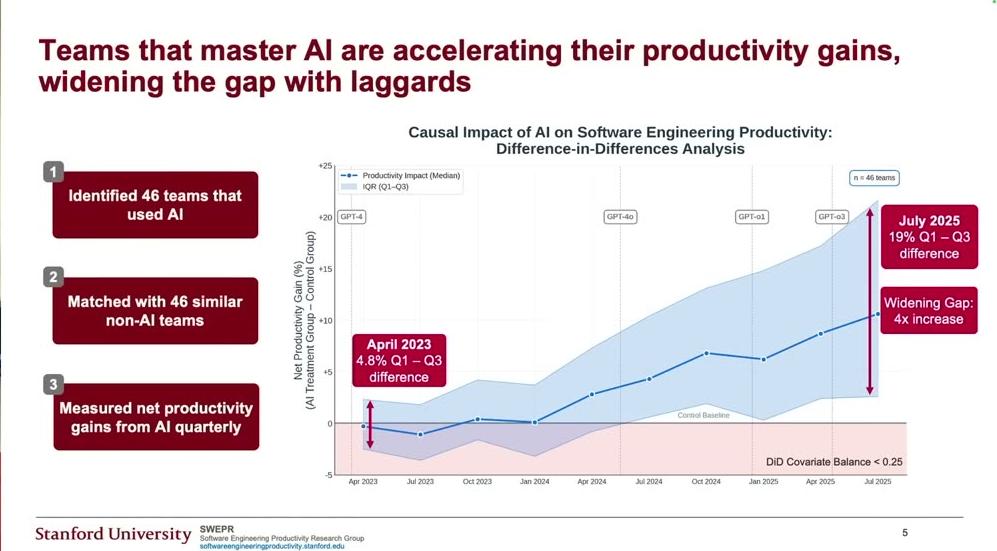 Teams that master AI are accelerating their productivity gains,
widening the gap with laggards
1
Identified 46 teams that
used AI
2
Matched with 46 similar
non-AI teams
3
Measured net productivity
gains from AI quarterly
Causal Impact of AI on Software Engineering Productivity:
Difference-in-Differences Analysis
Net Productivity Gain (%)
(AI Treatment Group – Control Group)
+25
+20
+15
+10
+5
0
-5
Productivity Impact (Median)
IQR (Q1–Q3)
n = 46 teams
GPT-4
GPT-4o
GPT-o1
GPT-o3
April 2023
4.8% Q1 – Q3
difference
July 2025
19% Q1 – Q3
difference
Widening Gap:
4x increase
Control Baseline
DiD Covariate Balance < 0.25
Apr 2023
Jul 2023
Oct 2023
Jan 2024
Apr 2024
Jul 2024
Oct 2024
Jan 2025
Apr 2025
Jul 2025
Stanford University
SWEPR
Software Engineering Productivity Research Group
softwareengineeringproductivity.stanford.edu
5